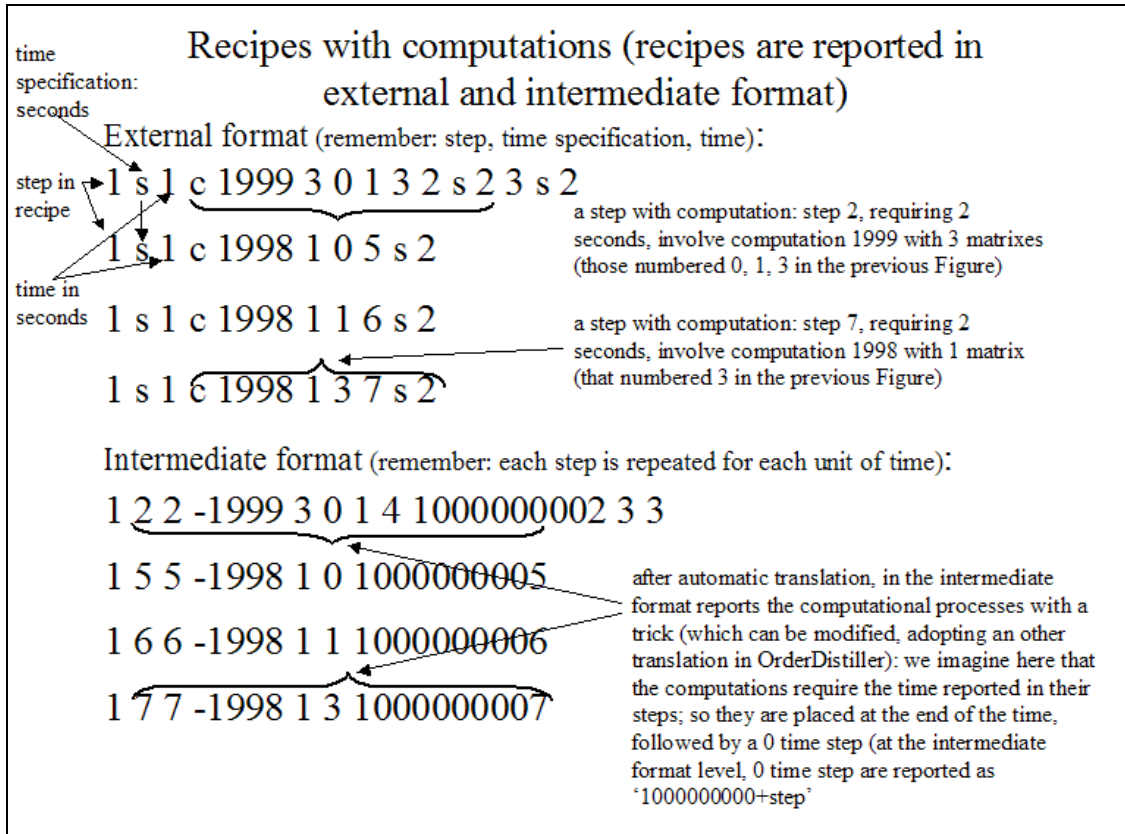 Recipes with computations (recipes are reported in
external and intermediate format)
time
specification:
seconds
External format (remember: step, time specification, time):
step in
recipe
1 s 1 c 1999 3 0 1 3 2 s 2 3 s 2
a step with computation: step 2, requiring 2
seconds, involve computation 1999 with 3 matrixes
(those numbered 0, 1, 3 in the previous Figure)
1 s 1 c 1998 1 0 5 s 2
time in
seconds
1 s 1 c 1998 1 1 6 s 2
a step with computation: step 7, requiring 2
seconds, involve computation 1998 with 1 matrix
(that numbered 3 in the previous Figure)
1 s 1 c 1998 1 3 7 s 2
Intermediate format (remember: each step is repeated for each unit of time):
1 2 2 -1999 3 0 1 4 1000000002 3 3
1 5 5 -1998 1 0 1000000005
1 6 6 -1998 1 1 1000000006
1 7 7 -1998 1 3 1000000007
after automatic translation, in the intermediate
format reports the computational processes with a
trick (which can be modified, adopting an other
translation in OrderDistiller): we imagine here that
the computations require the time reported in their
steps; so they are placed at the end of the time,
followed by a 0 time step (at the intermediate
format level, 0 time step are reported as
‘1000000000+step’